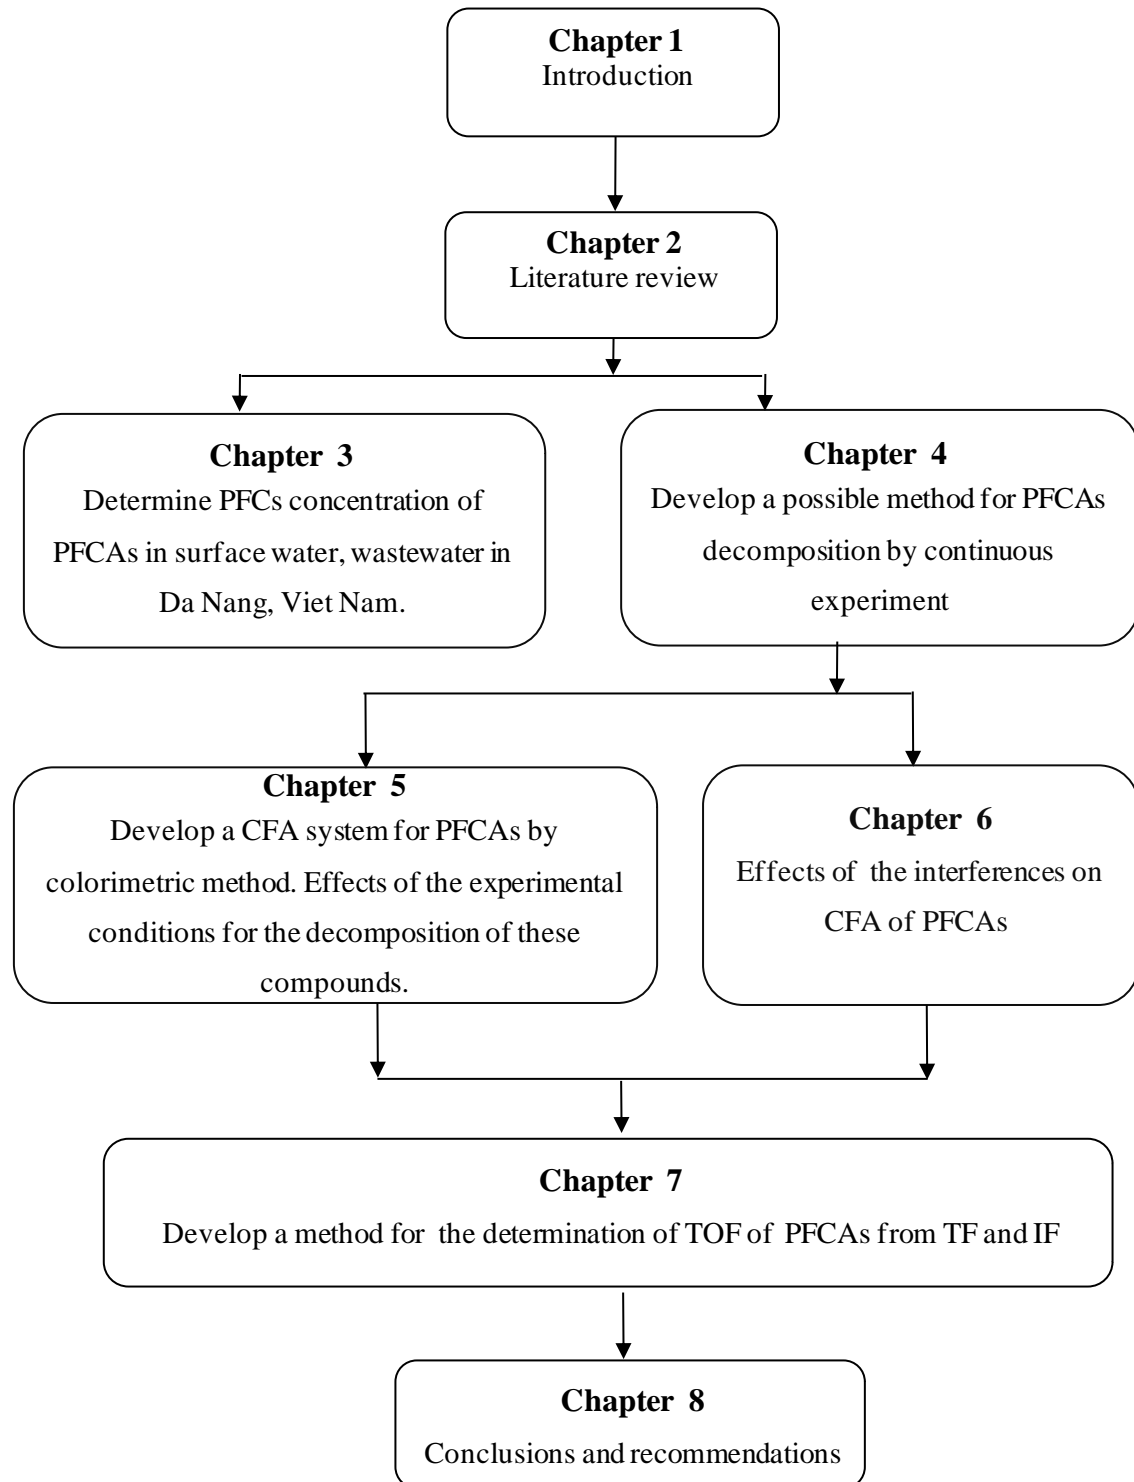 Chapter 1
Introduction
Chapter 2
Literature review
Chapter 3
Determine PFCs concentration of
PFCAs in surface water, wastewater in
Da Nang, Viet Nam.
Chapter 4
Develop a possible method for PFCAs
decomposition by continuous
experiment
Chapter 5
Develop a CFA system for PFCAs by
colorimetric method. Effects of the experimental
conditions for the decomposition of these
compounds.
Chapter 6
Effects of the interferences on
CFA of PFCAs
Chapter 7
Develop a method for the determination of TOF of PFCAs from TF and IF
Chapter 8
Conclusions and recommendations